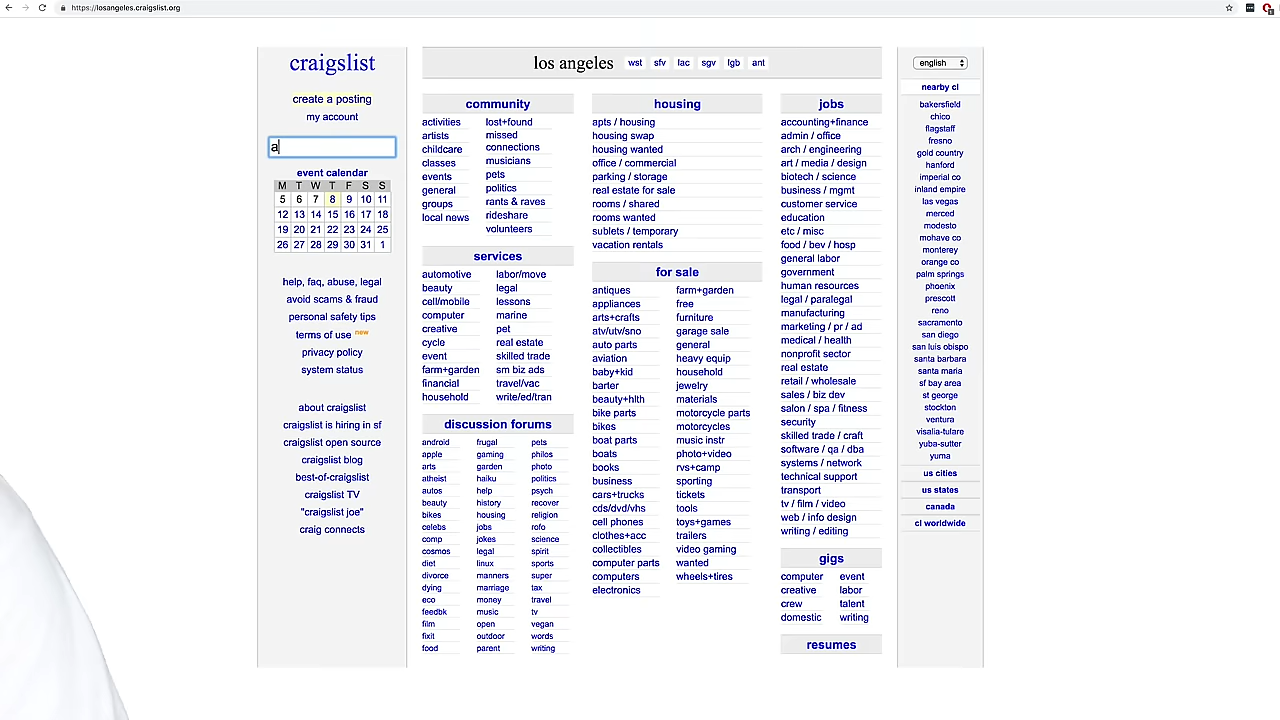 https://losangeles.craigslist.org
craigslist
create a posting
my account
a
event calendar
M T W T F S S
5 6 7 8 9 10 11
12 13 14 15 16 17 18
19 20 21 22 23 24 25
26 27 28 29 30 31 1
help, faq, abuse, legal
avoid scams & fraud
personal safety tips
terms of use new
privacy policy
system status
about craigslist
craigslist is hiring in sf
craigslist open source
craigslist blog
best-of-craigslist
craigslist TV
"craigslist joe"
craig connects
los angeles wst sfv lac sgv lgb ant
community
activities
artists
childcare
classes
events
general
groups
local news
lost+found
missed
connections
musicians
pets
politics
rants & raves
rideshare
volunteers
services
automotive
beauty
cell/mobile
computer
creative
cycle
event
farm+garden
financial
household
labor/move
legal
lessons
marine
pet
real estate
skilled trade
sm biz ads
travel/vac
write/ed/tran
discussion forums
android
apple
arts
atheist
autos
beauty
bikes
celebs
comp
cosmos
diet
divorce
dying
eco
feedbk
film
fixit
food
frugal
gaming
garden
haiku
help
history
housing
jobs
jokes
legal
linux
manners
marriage
money
music
open
outdoor
parent
pets
philos
photo
politics
psych
recover
religion
rofo
science
spirit
sports
super
tax
travel
tv
vegan
words
writing
housing
apts / housing
housing swap
housing wanted
office / commercial
parking / storage
real estate for sale
rooms / shared
rooms wanted
sublets / temporary
vacation rentals
for sale
antiques
appliances
arts+crafts
atv/utv/sno
auto parts
aviation
baby+kid
barter
beauty+hlth
bike parts
bikes
boat parts
boats
books
business
cars+trucks
cds/dvd/vhs
cell phones
clothes+acc
collectibles
computer parts
computers
electronics
farm+garden
free
furniture
garage sale
general
heavy equip
household
jewelry
materials
motorcycle parts
motorcycles
music instr
photo+video
rvs+camp
sporting
tickets
tools
toys+games
trailers
video gaming
wanted
wheels+tires
jobs
accounting+finance
admin / office
arch / engineering
art / media / design
biotech / science
business / mgmt
customer service
education
etc / misc
food / bev / hosp
general labor
government
human resources
legal / paralegal
manufacturing
marketing / pr / ad
medical / health
nonprofit sector
real estate
retail / wholesale
sales / biz dev
salon / spa / fitness
security
skilled trade / craft
software / qa / dba
systems / network
technical support
transport
tv / film / video
web / info design
writing / editing
gigs
computer
creative
crew
domestic
event
labor
talent
writing
resumes
english
nearby cl
bakersfield
chico
flagstaff
fresno
gold country
hanford
imperial co
inland empire
las vegas
merced
modesto
mohave co
monterey
orange co
palm springs
phoenix
prescott
reno
sacramento
san diego
san luis obispo
santa barbara
santa maria
sf bay area
st george
stockton
ventura
visalia-tulare
yuba-sutter
yuma
us cities
us states
canada
cl worldwide